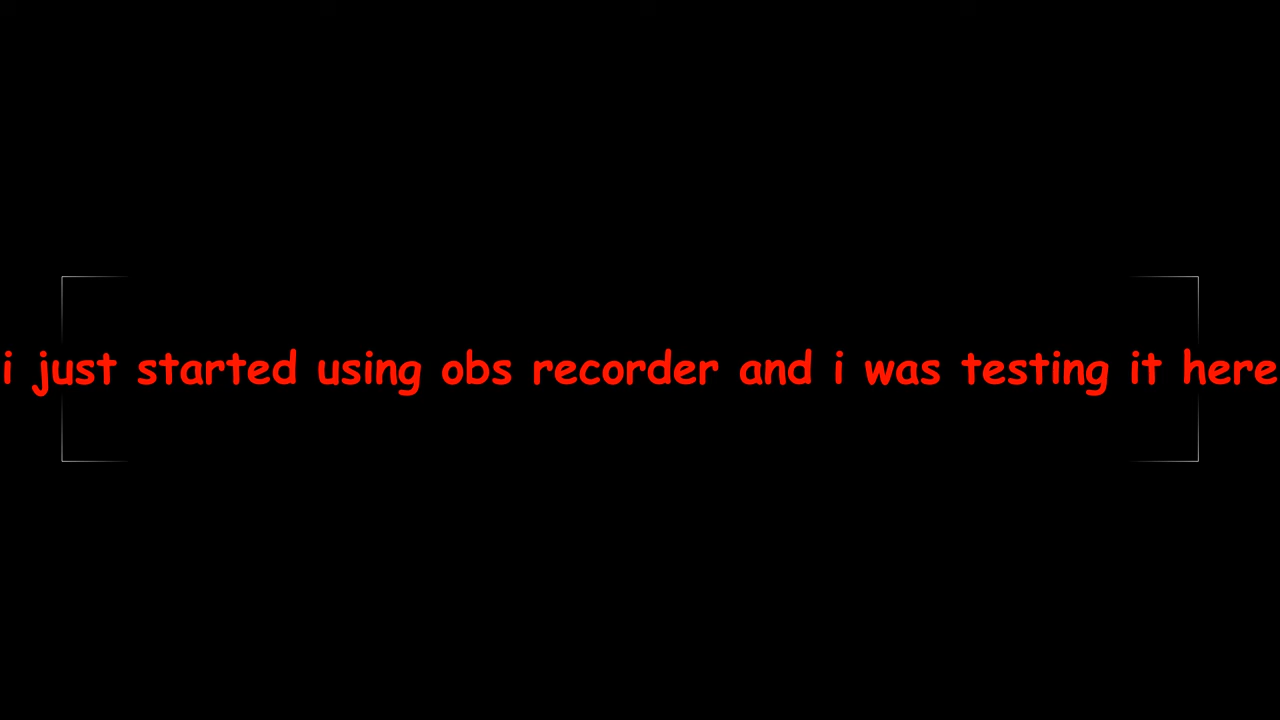 i just started using obs recorder and i was testing it here